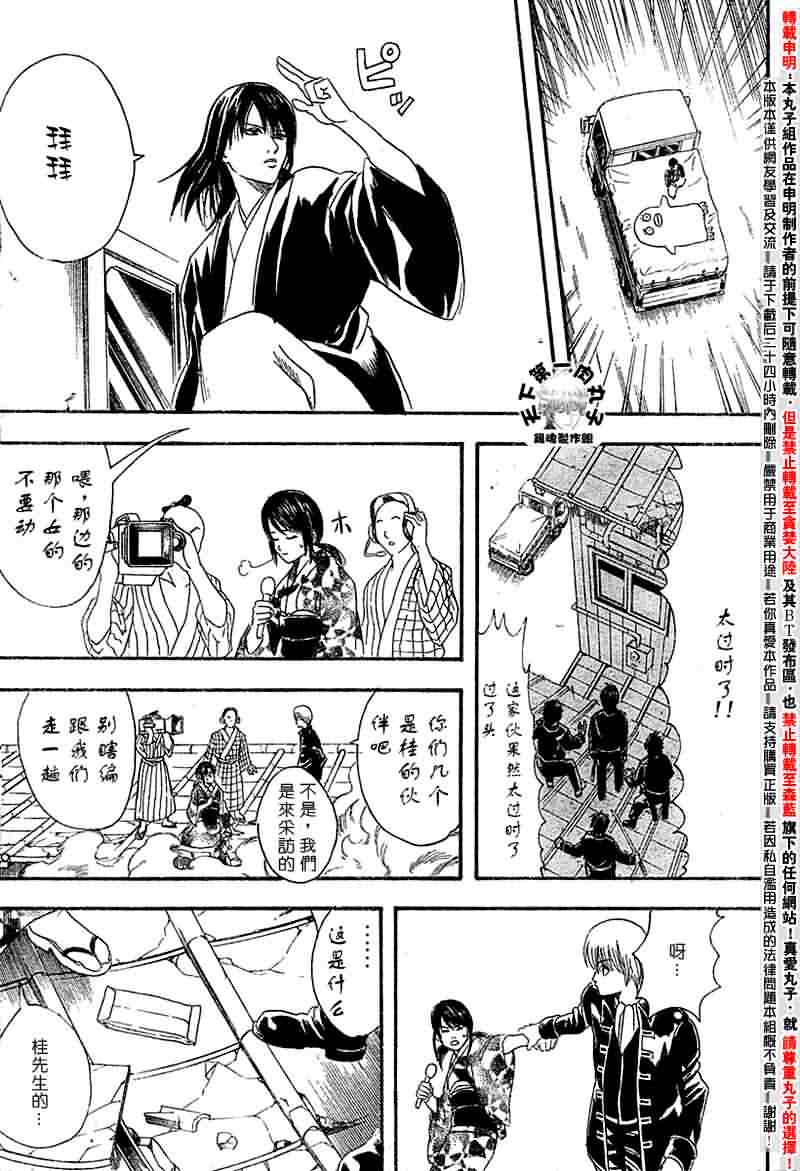 ピッ
拜
拜
天下第一肉丸子
銀魂製作組
太过时了!!
这家伙果然太过时了
过了头
木
喂,那边的
那个女的
不要动
你们几个
是桂的伙
伴吧
不是,我們
是來采訪的
别瞎编
跟我们
走一趟
呀…
这是什么
桂先生的…
轉載申明:本丸子組作品在申明制作者的前提下可隨意轉載,但是禁止轉載至貪婪大陸及其BT發布區,也禁止轉載至森藍旗下的任何網站!真愛丸子,就請尊重丸子的選擇!
本版本僅供網友學習及交流=請于下載后二十四小時內刪除=嚴禁用于商業用途=若你真愛本作品=請支持購買正版=若因私自濫用造成的法律問題本組概不負責=謝謝!